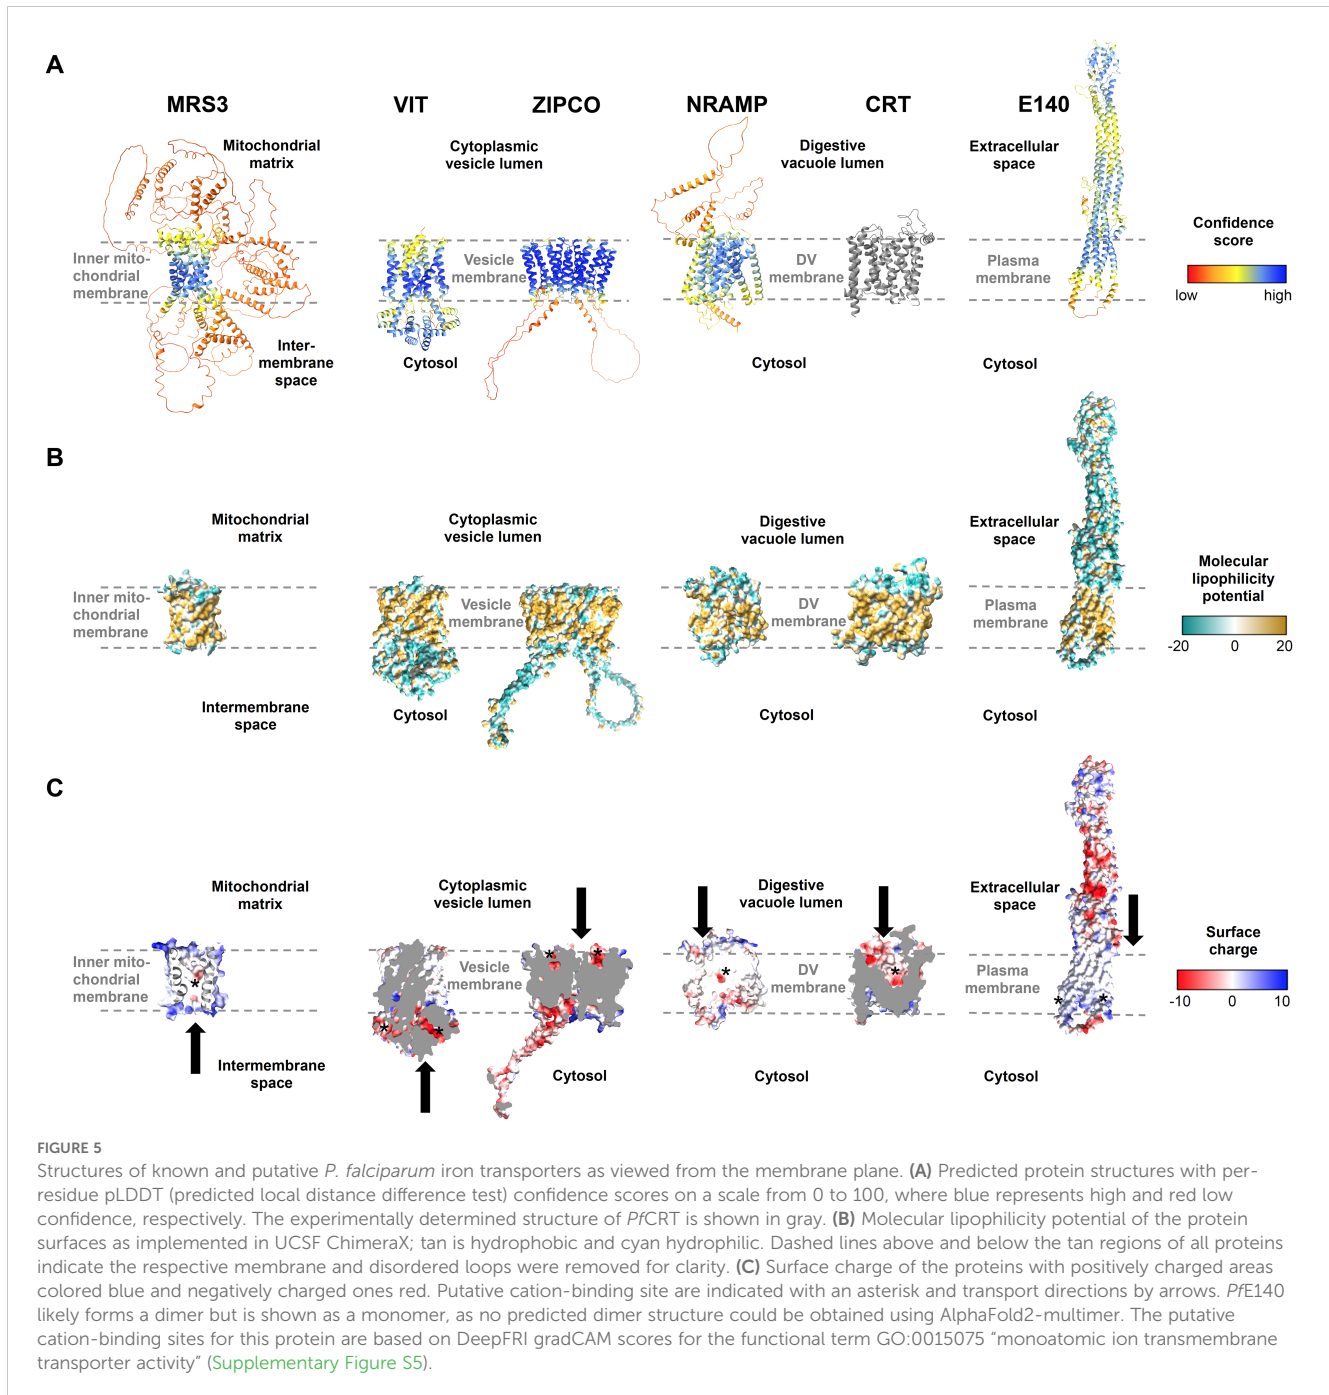 A
MRS3
VIT
ZIPCO
NRAMP
CRT
E140
Mitochondrial
matrix
Cytoplasmic
vesicle lumen
Digestive
vacuole lumen
Extracellular
space
Inner mito-
chondrial
membrane
Vesicle
membrane
DV
membrane
Plasma
membrane
Confidence
score
low
high
Inter-
membrane
space
Cytosol
Cytosol
Cytosol
B
Mitochondrial
matrix
Cytoplasmic
vesicle lumen
Digestive
vacuole lumen
Extracellular
space
Inner mito-
chondrial
membrane
Vesicle
membrane
DV
membrane
Plasma
membrane
Molecular
lipophilicity
potential
-20 0 20
Intermembrane
space
Cytosol
Cytosol
Cytosol
C
Mitochondrial
matrix
Cytoplasmic
vesicle lumen
Digestive
vacuole lumen
Extracellular
space
Inner mito-
chondrial
membrane
Vesicle
membrane
DV
membrane
Plasma
membrane
Surface
charge
-10 0 10
* * * * * * * * *
Intermembrane
space
Cytosol
Cytosol
Cytosol
FIGURE 5
Structures of known and putative P. falciparum iron transporters as viewed from the membrane plane. (A) Predicted protein structures with per-
residue pLDDT (predicted local distance difference test) confidence scores on a scale from 0 to 100, where blue represents high and red low
confidence, respectively. The experimentally determined structure of PfCRT is shown in gray. (B) Molecular lipophilicity potential of the protein
surfaces as implemented in UCSF ChimeraX; tan is hydrophobic and cyan hydrophilic. Dashed lines above and below the tan regions of all proteins
indicate the respective membrane and disordered loops were removed for clarity. (C) Surface charge of the proteins with positively charged areas
colored blue and negatively charged ones red. Putative cation-binding site are indicated with an asterisk and transport directions by arrows. PfE140
likely forms a dimer but is shown as a monomer, as no predicted dimer structure could be obtained using AlphaFold2-multimer. The putative
cation-binding sites for this protein are based on DeepFRI gradCAM scores for the functional term GO:0015075 “monoatomic ion transmembrane
transporter activity” (Supplementary Figure S5).